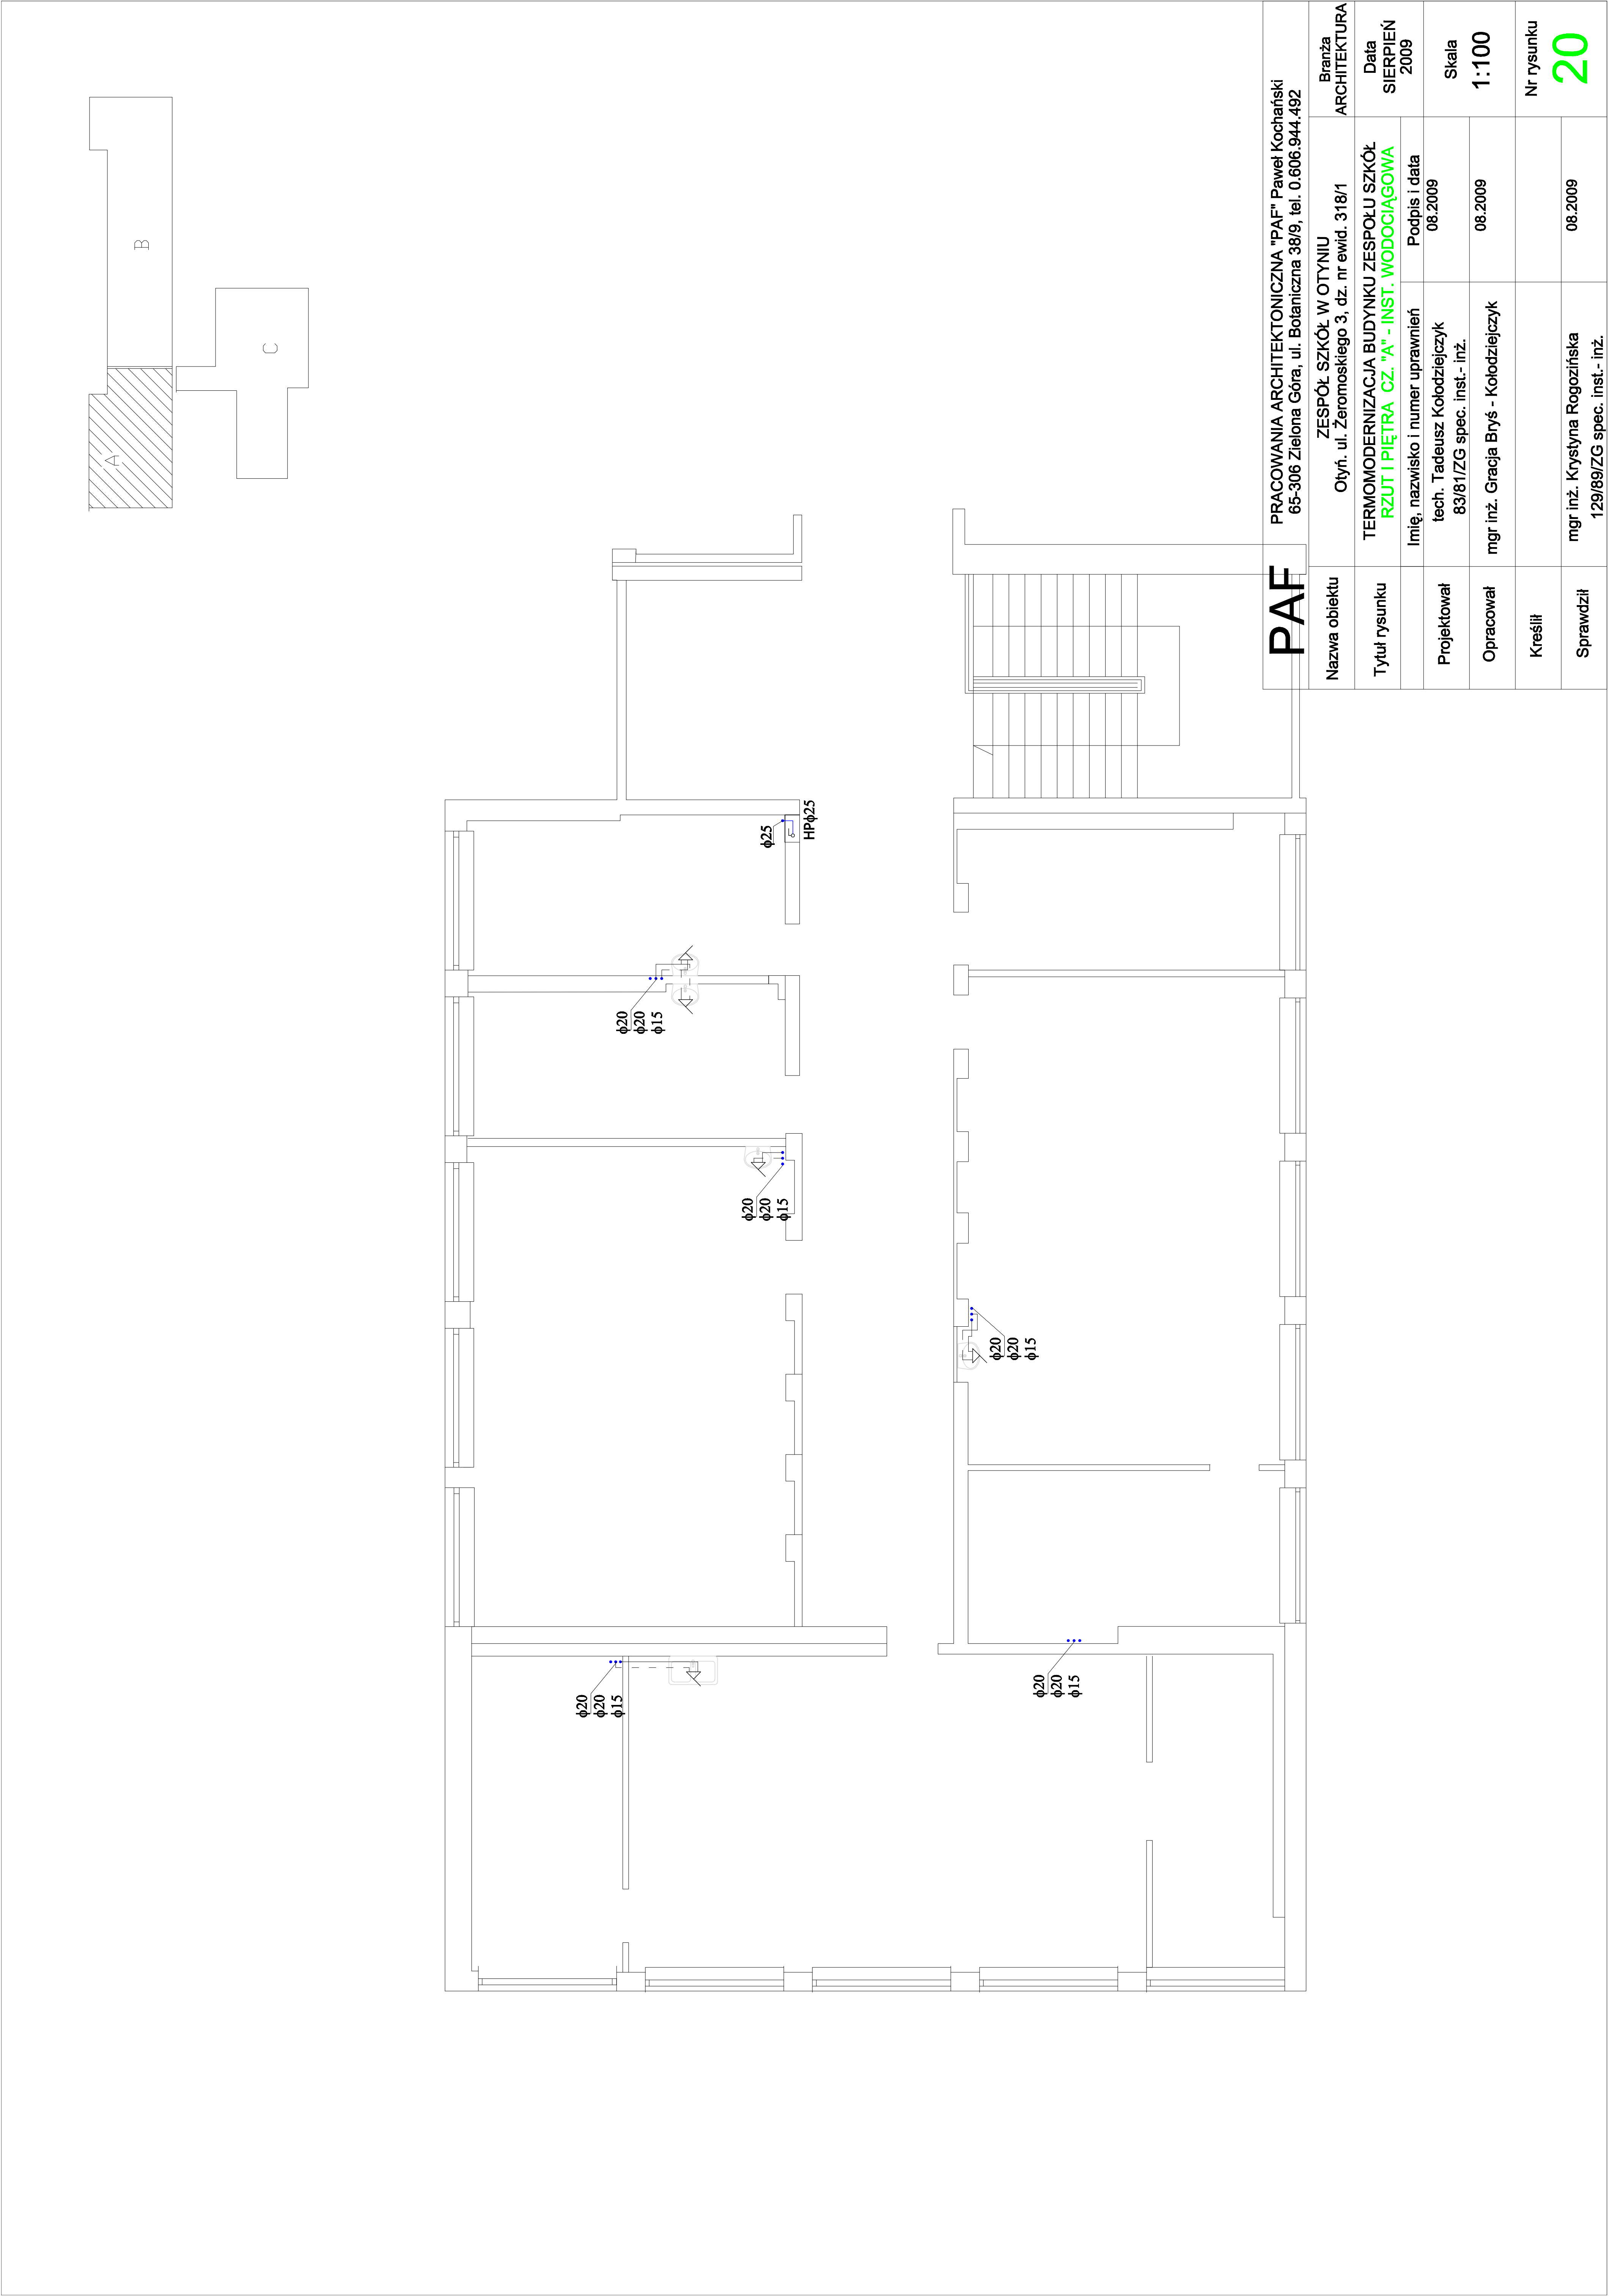 A
B
C
ϕ25
HPϕ25
ϕ20
ϕ20
ϕ15
ϕ20
ϕ20
ϕ15
ϕ20
ϕ20
ϕ15
ϕ20
ϕ20
ϕ15
ϕ20
ϕ20
ϕ15
PAF
PRACOWANIA ARCHITEKTONICZNA "PAF" Paweł Kochański
65-306 Zielona Góra, ul. Botaniczna 38/9, tel. 0.606.944.492
Nazwa obiektu
ZESPÓŁ SZKÓŁ W OTYNIU
Otyń. ul. Żeromoskiego 3, dz. nr ewid. 318/1
Branża
ARCHITEKTURA
Tytuł rysunku
TERMOMODERNIZACJA BUDYNKU ZESPOŁU SZKÓŁ
RZUT I PIĘTRA CZ. "A" - INST. WODOCIĄGOWA
Data
SIERPIEŃ
2009
Imię, nazwisko i numer uprawnień
Podpis i data
Projektował
tech. Tadeusz Kołodziejczyk
83/81/ZG spec. inst.- inż.
08.2009
Skala
1:100
Opracował
mgr inż. Gracja Bryś - Kołodziejczyk
08.2009
Kreślił
Nr rysunku
20
Sprawdził
mgr inż. Krystyna Rogozińska
129/89/ZG spec. inst.- inż.
08.2009